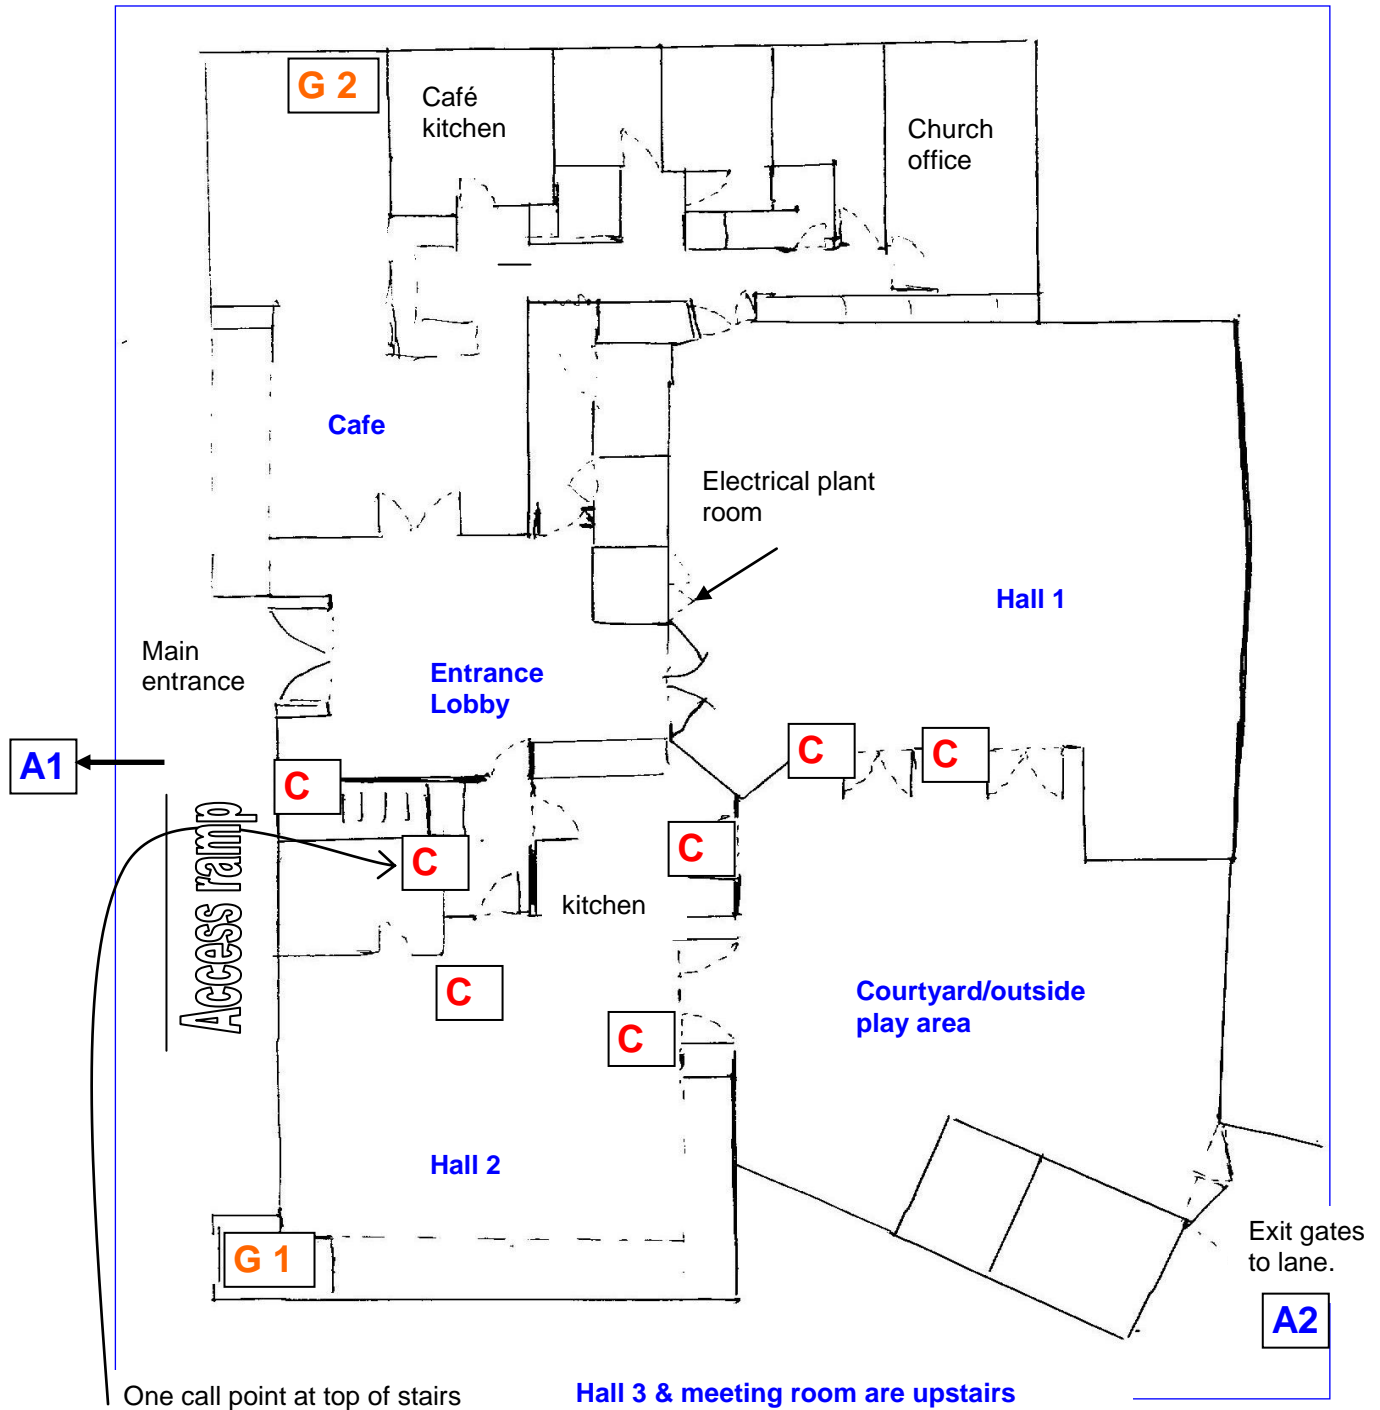 G 2
Café
kitchen
Church
office
Cafe
Electrical plant
room
Hall 1
Main
entrance
Entrance
Lobby
A1
C
C
C
C
C
Access ramp
kitchen
C
C
Courtyard/outside
play area
Hall 2
G 1
Exit gates
to lane.
A2
One call point at top of stairs
Hall 3 & meeting room are upstairs